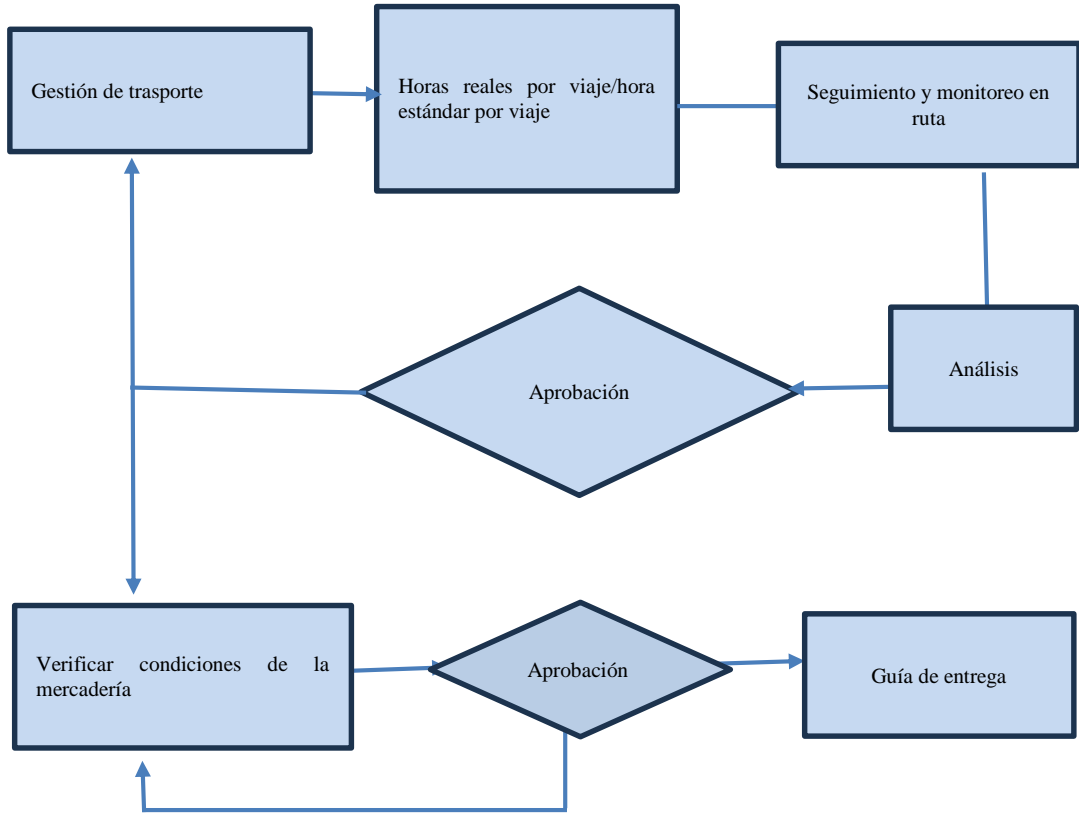 Gestión de trasporte
Horas reales por viaje/hora
estándar por viaje
Seguimiento y monitoreo en
ruta
Análisis
Aprobación
Verificar condiciones de la
mercadería
Aprobación
Guía de entrega